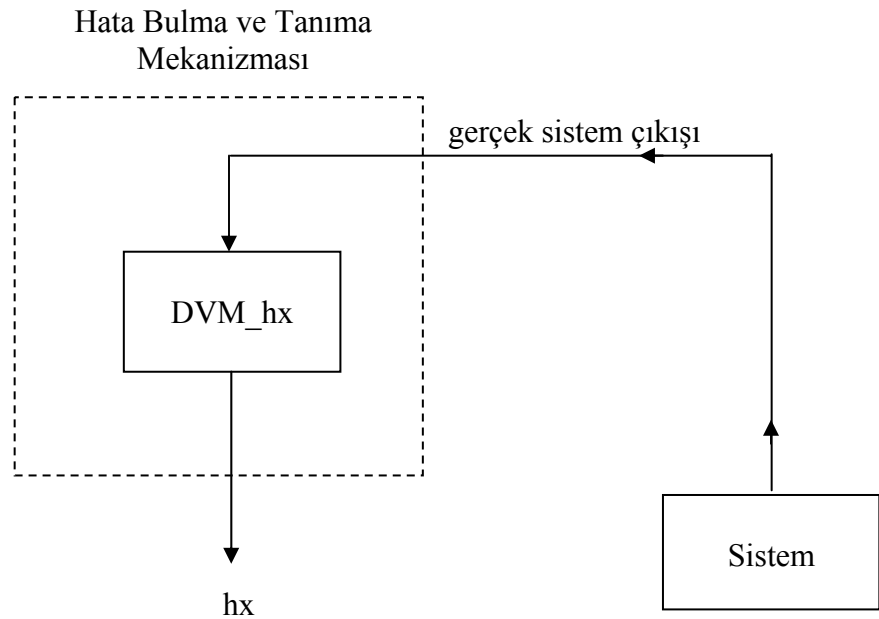 Hata Bulma ve Tanıma
Mekanizması
gerçek sistem çıkışı
DVM_hx
Sistem
hx